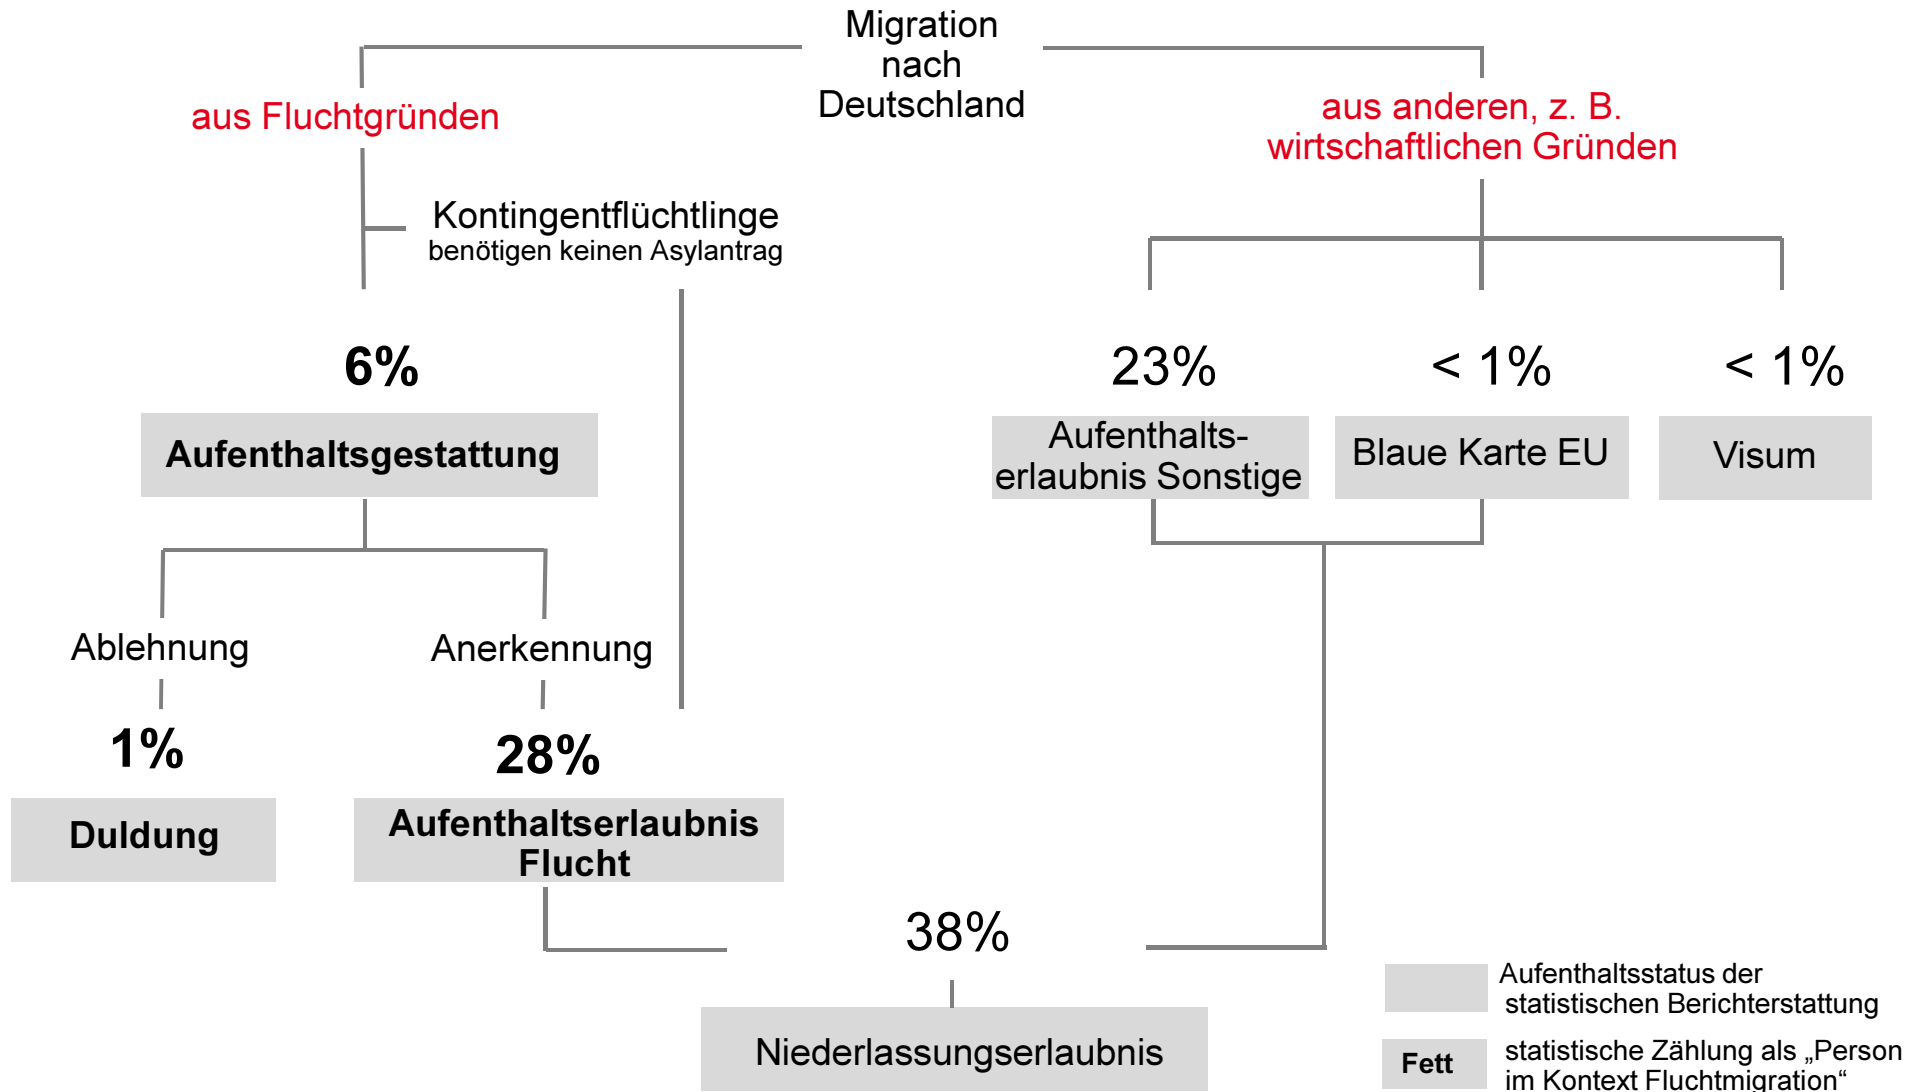 Migration
nach
Deutschland
aus Fluchtgründen
aus anderen, z. B.
wirtschaftlichen Gründen
Kontingentflüchtlinge
benötigen keinen Asylantrag
6%
23%
< 1%
< 1%
Aufenthaltsgestattung
Aufenthalts-
erlaubnis Sonstige
Blaue Karte EU
Visum
Ablehnung
Anerkennung
1%
28%
Duldung
Aufenthaltserlaubnis
Flucht
38%
Niederlassungserlaubnis
Aufenthaltsstatus der
statistischen Berichterstattung
Fett
statistische Zählung als „Person
im Kontext Fluchtmigration“